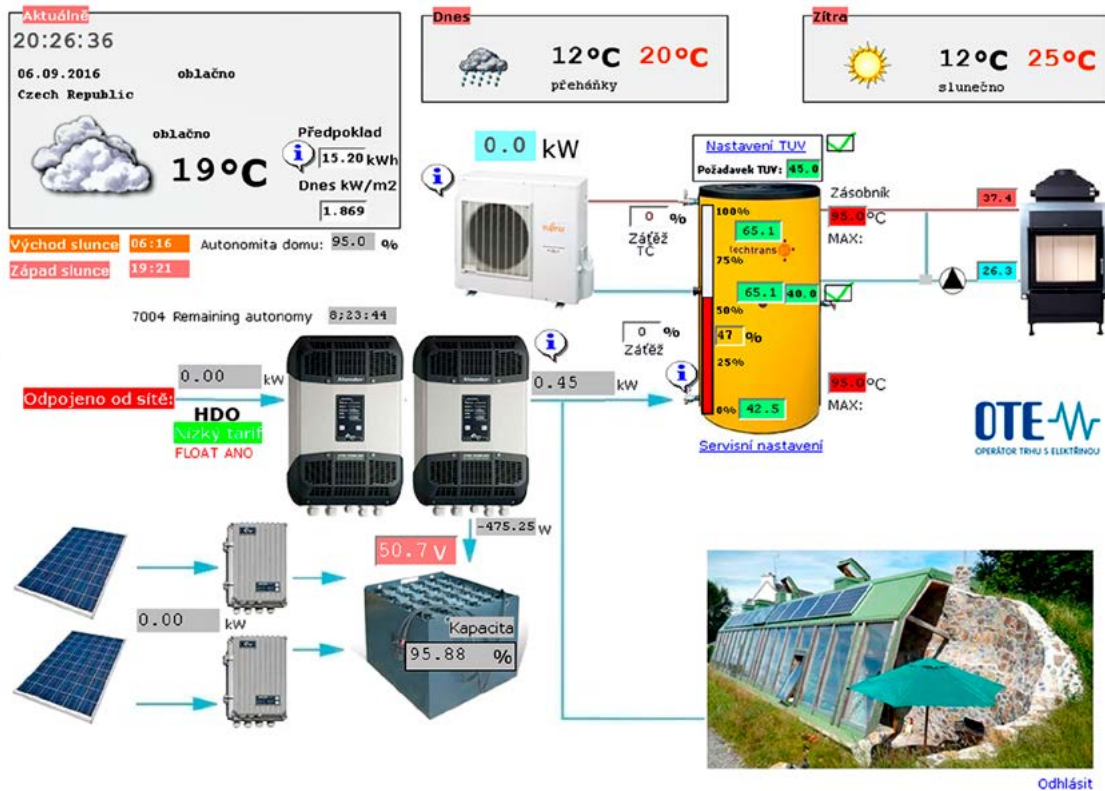 Aktuálně
20:26:36
06.09.2016 oblačno
Czech Republic
oblačno
19°C
Předpoklad
15.20 kWh
Dnes kW/m2
1.869
Dnes
12°C 20°C
přeháňky
Zítra
12°C 25°C
slunečno
Východ slunce 06:16 Autonomita domu: 95.0 %
Západ slunce 19:21
0.0 kW
FUJITSU
Nastavení TUV
Požadavek TUV: 45.0
0 %
Zátěž
TČ
100%
65.1
techtrans
75%
65.1 40.0
50%
47 %
25%
0% 42.5
Zásobník
95.0°C
MAX:
37.4
26.3
0 %
Zátěž
95.0°C
MAX:
Servisní nastavení
OTE
OPERÁTOR TRHU S ELEKTŘINOU
7004 Remaining autonomy 8;23:44
0.00 kW
Odpojeno od sítě:
HDO
Nízký tarif
FLOAT ANO
0.45 kW
-475.25 W
50.7 V
0.00 kW
Kapacita
95.88 %
Odhlásit